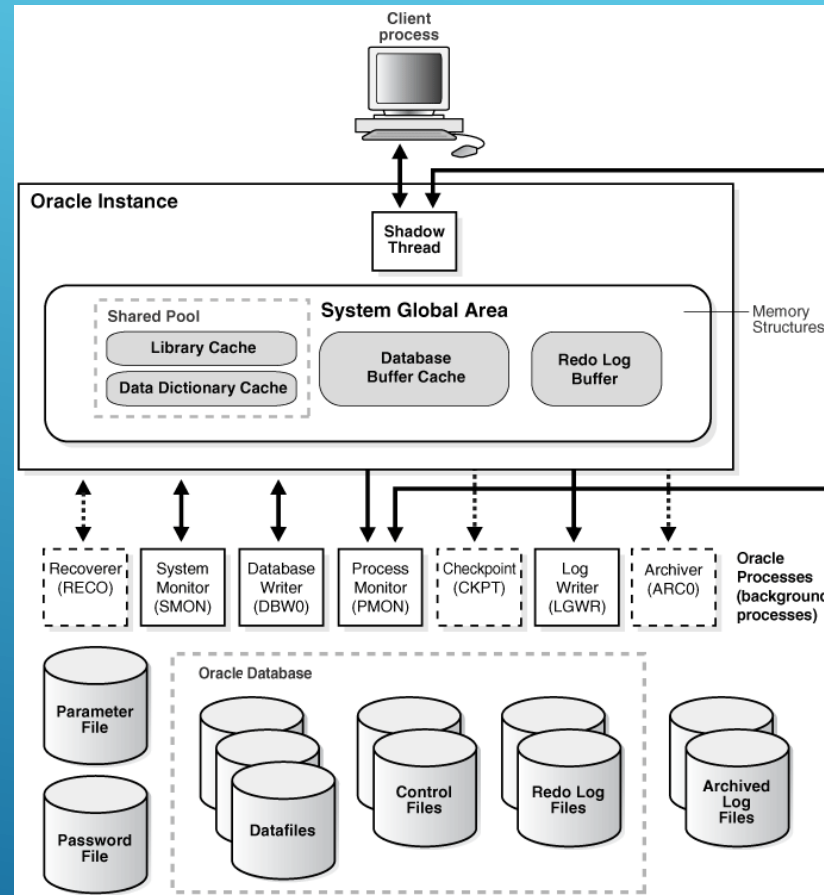 Client
process
Oracle Instance
Shadow
Thread
System Global Area
Shared Pool
Library Cache
Data Dictionary Cache
Database
Buffer Cache
Redo Log
Buffer
Memory
Structures
Recoverer
(RECO)
System
Monitor
(SMON)
Database
Writer
(DBW0)
Process
Monitor
(PMON)
Checkpoint
(CKPT)
Log
Writer
(LGWR)
Archiver
(ARC0)
Oracle
Processes
(background
processes)
Parameter
File
Password
File
Oracle Database
Datafiles
Control
Files
Redo Log
Files
Archived
Log
Files